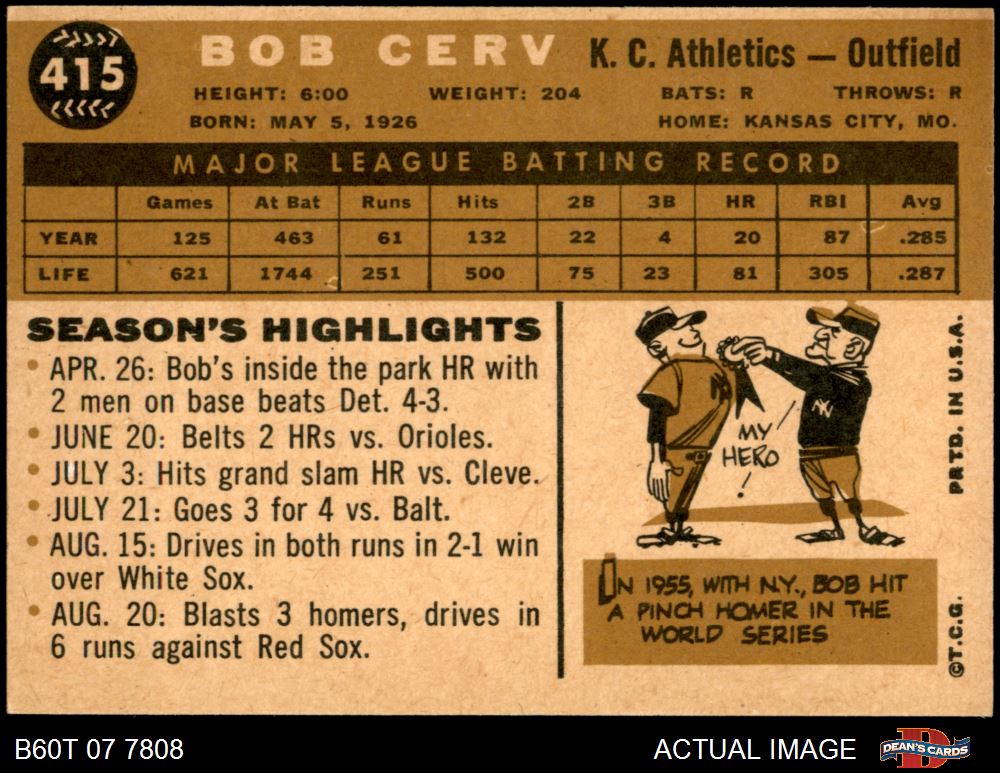 415
BOB CERV K. C. Athletics — Outfield
HEIGHT: 6:00 WEIGHT: 204 BATS: R THROWS: R
BORN: MAY 5, 1926 HOME: KANSAS CITY, MO.
MAJOR LEAGUE BATTING RECORD
Games At Bat Runs Hits 2B 3B HR RBI Avg
YEAR 125 463 61 132 22 4 20 87 .285
LIFE 621 1744 251 500 75 23 81 305 .287
SEASON'S HIGHLIGHTS
• APR. 26: Bob's inside the park HR with
2 men on base beats Det. 4-3.
• JUNE 20: Belts 2 HRs vs. Orioles.
• JULY 3: Hits grand slam HR vs. Cleve.
• JULY 21: Goes 3 for 4 vs. Balt.
• AUG. 15: Drives in both runs in 2-1 win
over White Sox.
• AUG. 20: Blasts 3 homers, drives in
6 runs against Red Sox.
NY
NY
MY
HERO
!
IN 1955, WITH N.Y., BOB HIT
A PINCH HOMER IN THE
WORLD SERIES
PRTD. IN U.S.A.
©T.C.G.
B60T 07 7808 ACTUAL IMAGE
DEAN'S CARDS